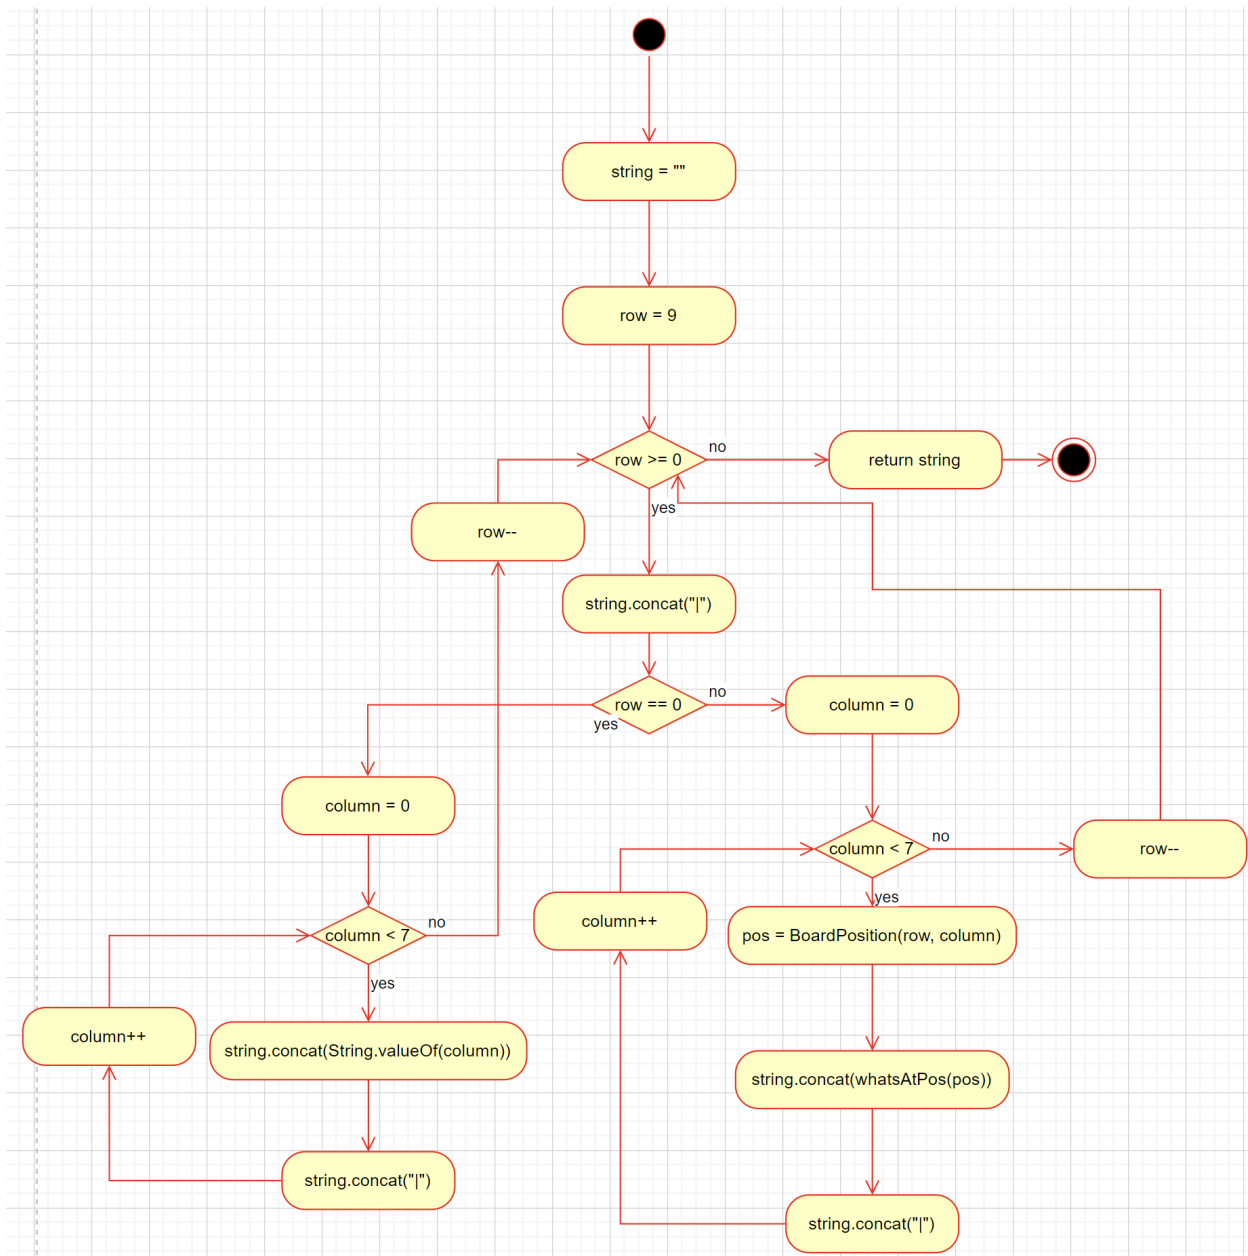 string = ""
row = 9
row >= 0
no
return string
yes
row--
string.concat("|")
row == 0
no
column = 0
yes
column = 0
column < 7
no
row--
yes
column++
pos = BoardPosition(row, column)
column < 7
no
yes
column++
string.concat(String.valueOf(column))
string.concat(whatsAtPos(pos))
string.concat("|")
string.concat("|")